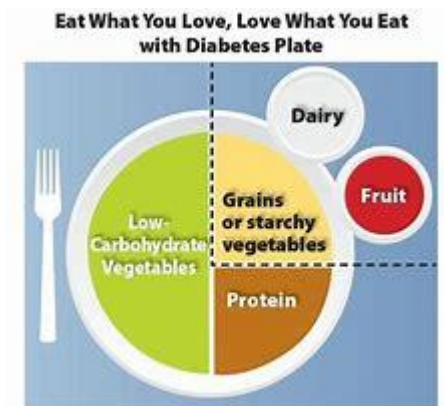 Eat What You Love, Love What You Eat
with Diabetes Plate
Dairy
Fruit
Grains
or starchy
vegetables
Low-
Carbohydrate
Vegetables
Protein